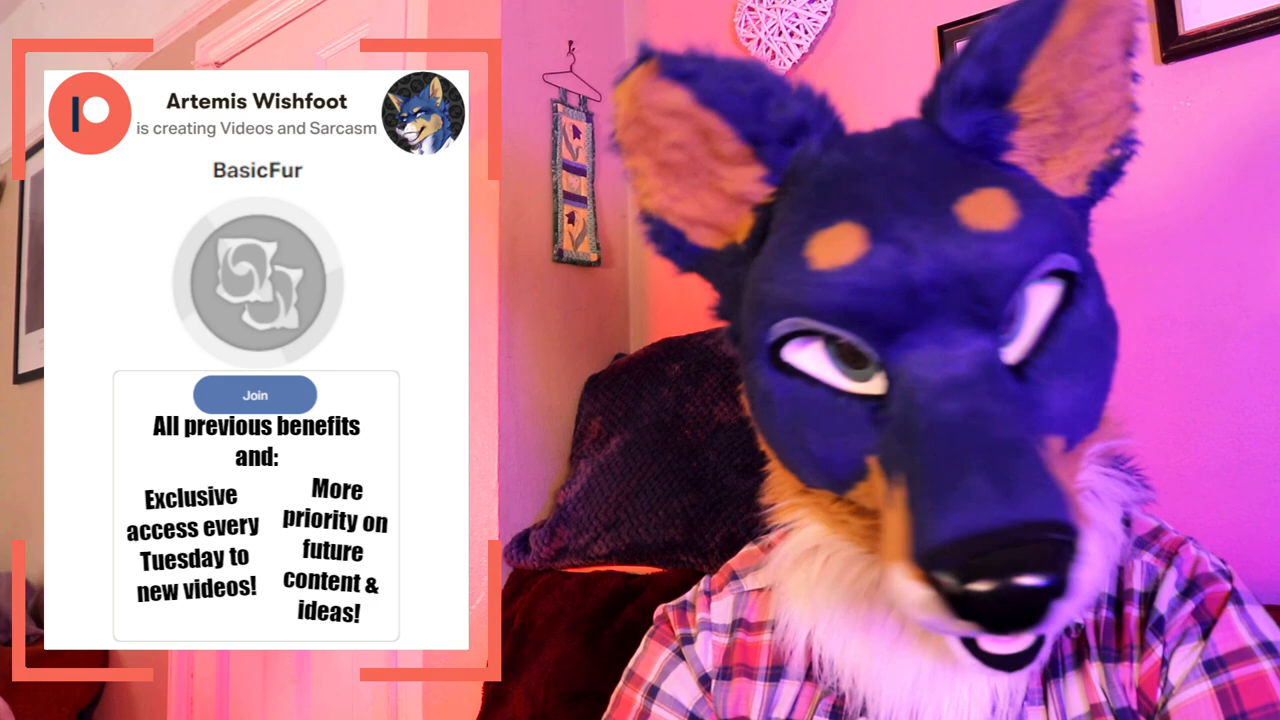 Artemis Wishfoot
is creating Videos and Sarcasm
BasicFur
Join
All previous benefits
and:
Exclusive
access every
Tuesday to
new videos!
More
priority on
future
content &
ideas!